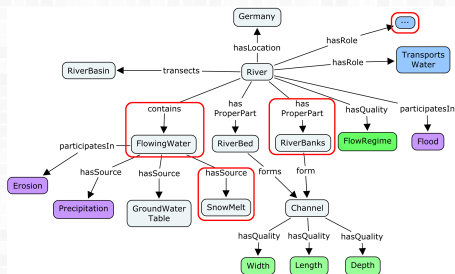 Germany
...
hasLocation
hasRole
RiverBasin
transects
River
hasRole
Transports
Water
contains
has
ProperPart
has
ProperPart
hasQuality
participatesIn
participatesIn
FlowingWater
RiverBed
RiverBanks
FlowRegime
Flood
Erosion
hasSource
hasSource
hasSource
forms
form
Precipitation
GroundWater
Table
SnowMelt
Channel
hasQuality
hasQuality
hasQuality
Width
Length
Depth